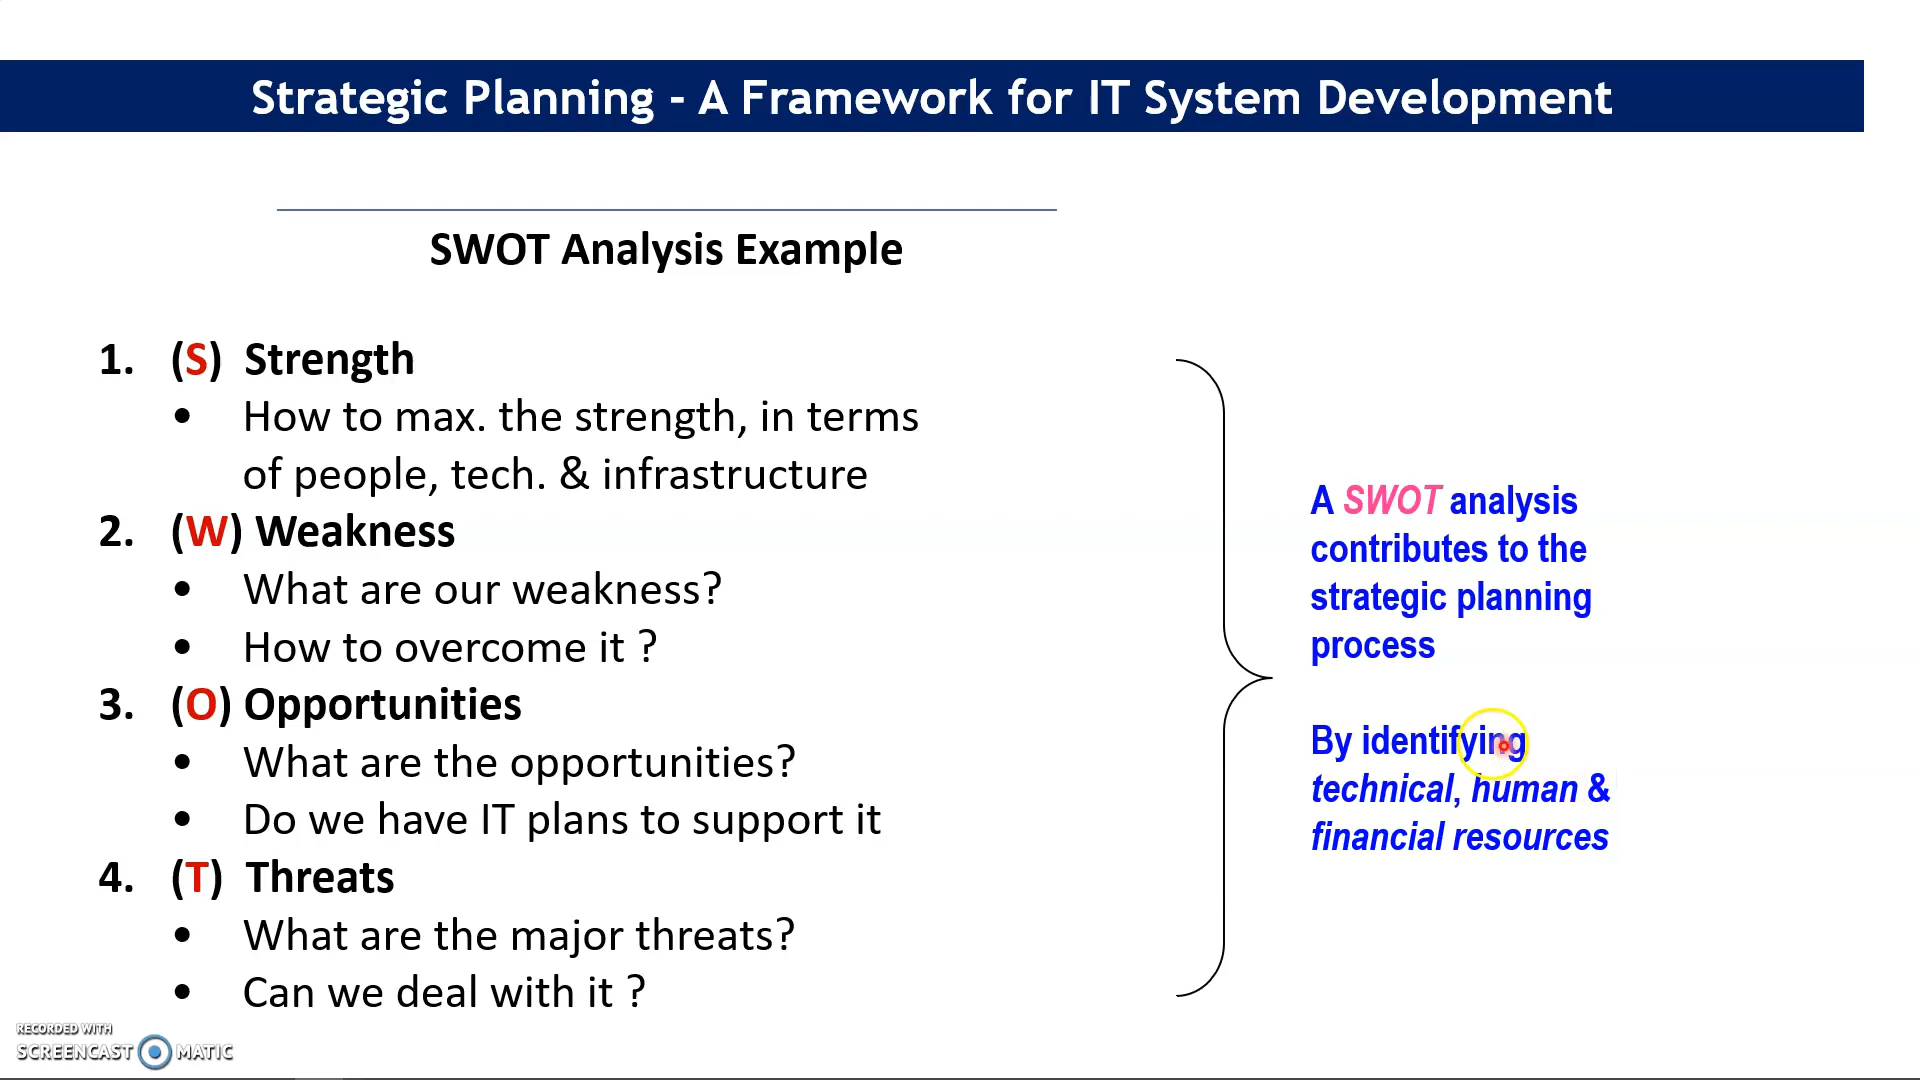 Strategic Planning - A Framework for IT System Development
SWOT Analysis Example
1. (S) Strength
• How to max. the strength, in terms
of people, tech. & infrastructure
2. (W) Weakness
• What are our weakness?
• How to overcome it ?
3. (O) Opportunities
• What are the opportunities?
• Do we have IT plans to support it
4. (T) Threats
• What are the major threats?
• Can we deal with it ?
A SWOT analysis
contributes to the
strategic planning
process
By identifying
technical, human &
financial resources
RECORDED WITH
SCREENCAST MATIC